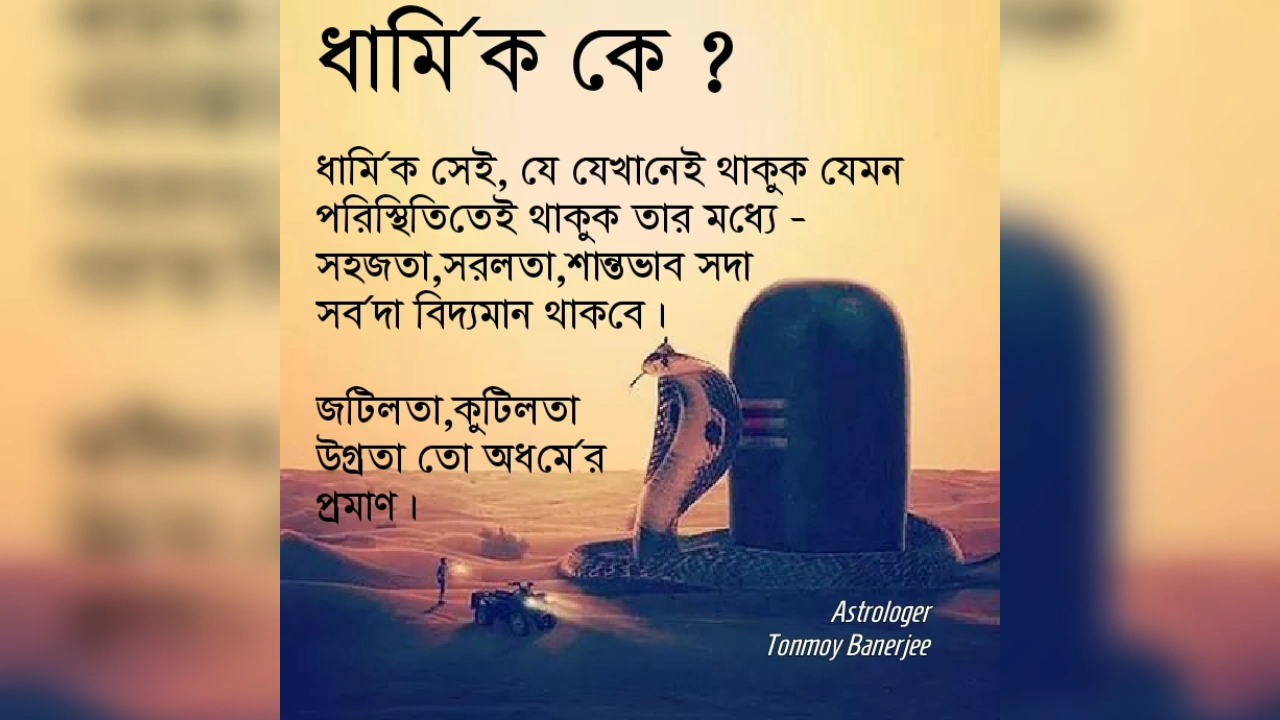 ধার্মিক কে ?
ধার্মিক সেই, যে যেখানেই থাকুক যেমন
পরিস্থিতিতেই থাকুক তার মধ্যে -
সহজতা,সরলতা,শান্তভাব সদা
সর্বদা বিদ্যমান থাকবে ।
জটিলতা,কুটিলতা
উগ্রতা তো অধর্মের
প্রমাণ ।
Astrologer
Tonmoy Banerjee